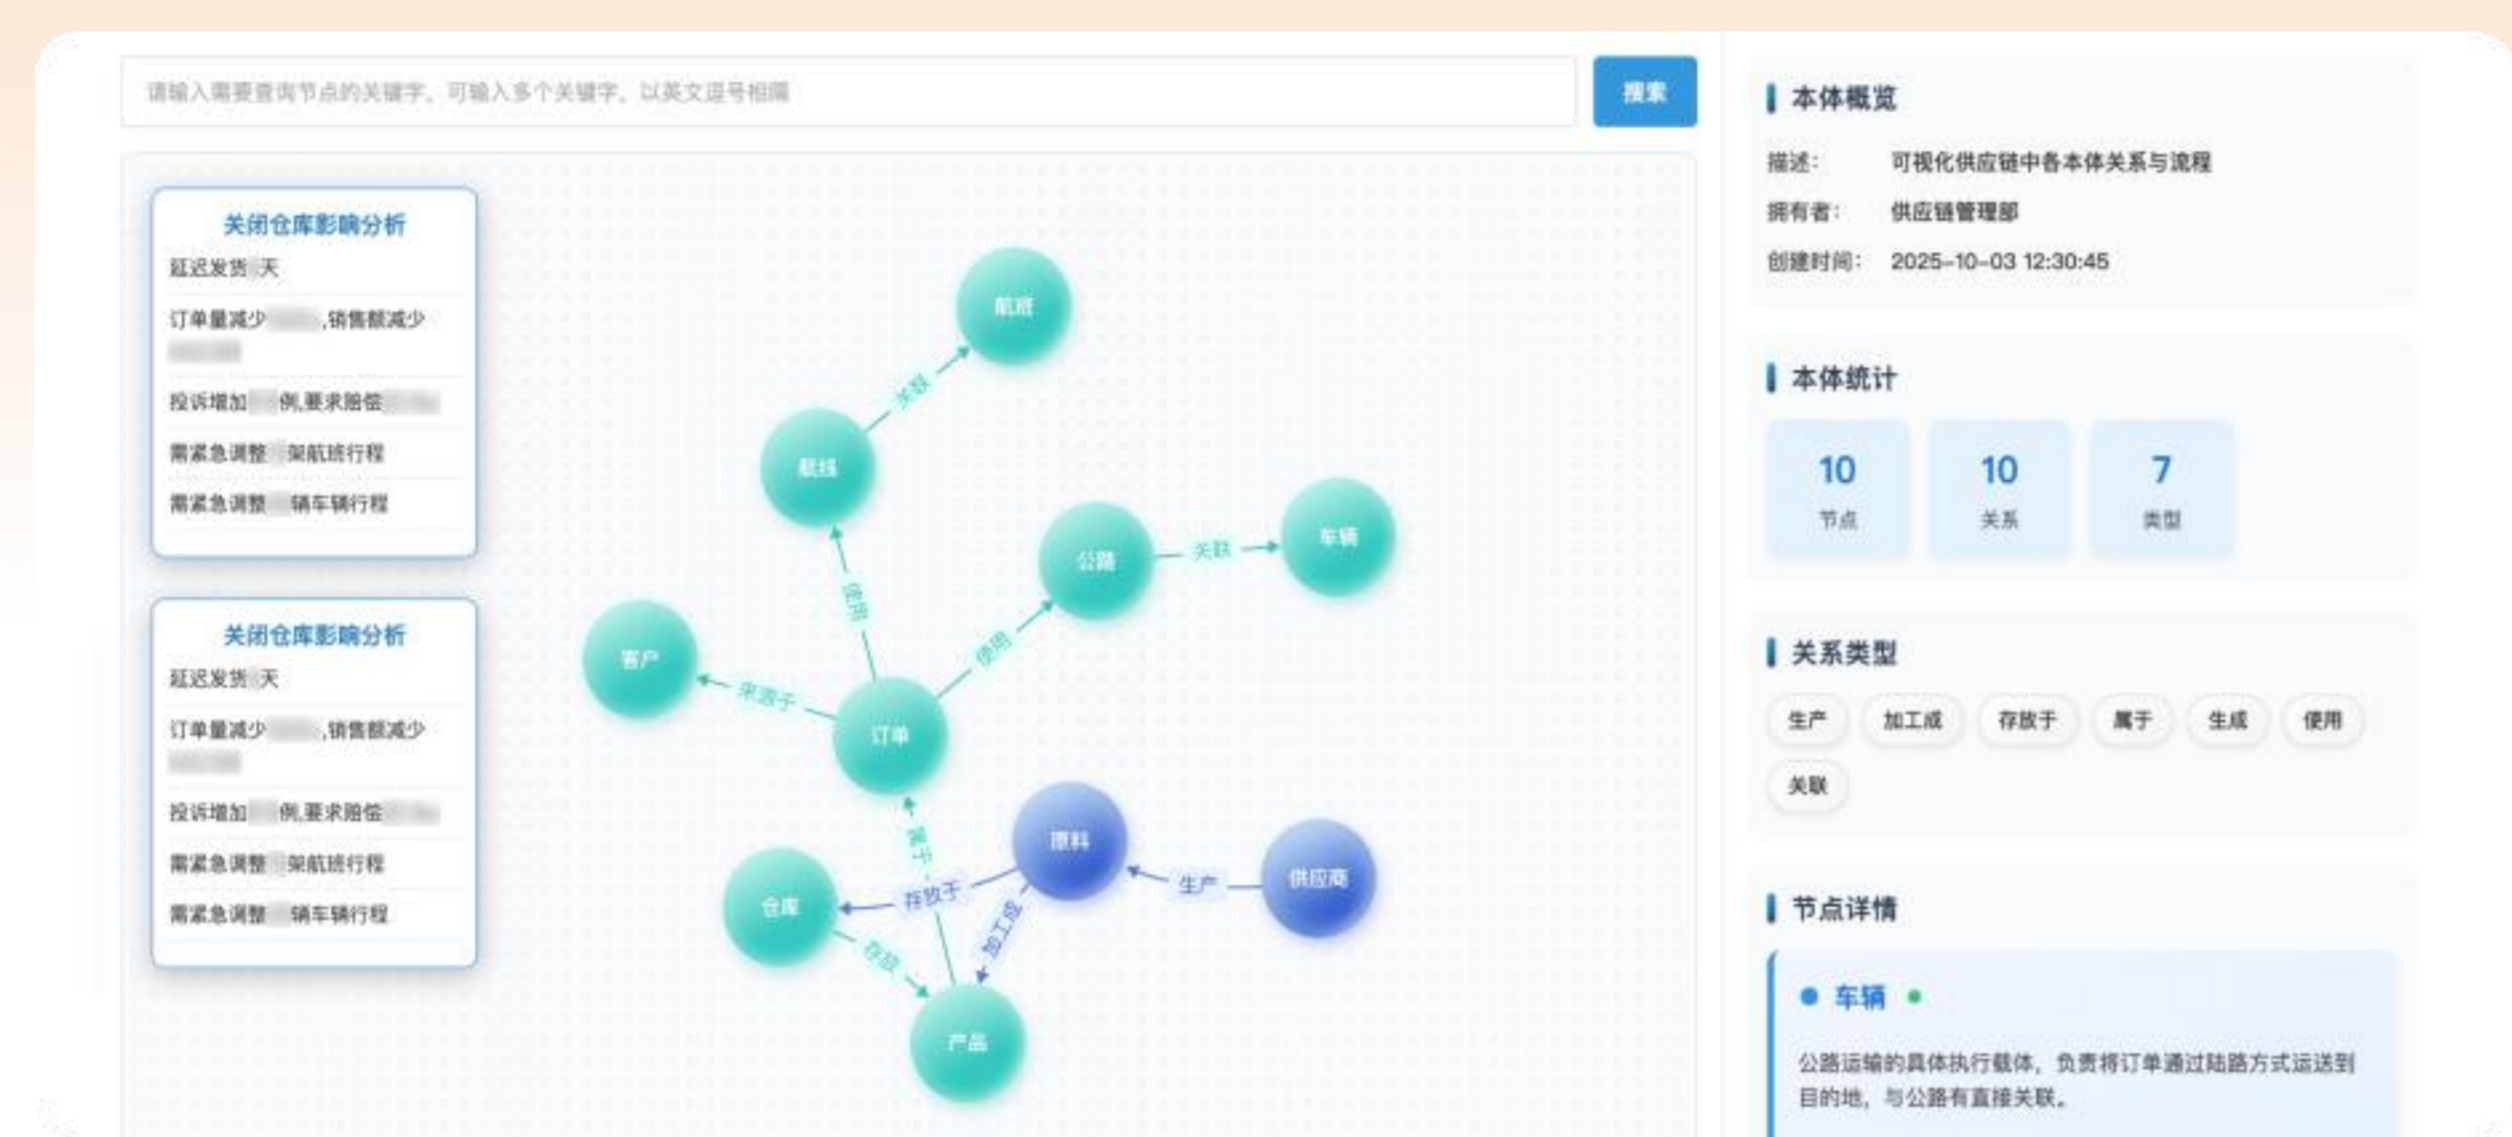 请输入需要查询节点的关键字。可输入多个关键字。以英文逗号相隔
搜索
关闭仓库影响分析
延迟发货 天
订单量减少 ,销售额减少
投诉增加 例,要求赔偿
需紧急调整 架航班行程
需紧急调整 辆车辆行程
关闭仓库影响分析
延迟发货 天
订单量减少 ,销售额减少
投诉增加 例,要求赔偿
需紧急调整 架航班行程
需紧急调整 辆车辆行程
航班
关联
航线
公路
关联
车辆
使用
使用
客户
来源于
订单
属于
原料
存放于
生产
供应商
仓库
加工成
存放
产品
本体概览
描述: 可视化供应链中各本体关系与流程
拥有者: 供应链管理部
创建时间: 2025-10-03 12:30:45
本体统计
10 10 7
节点 关系 类型
关系类型
生产 加工成 存放于 属于 生成 使用
关联
节点详情
车辆
公路运输的具体执行载体，负责将订单通过陆路方式运送到
目的地，与公路有直接关联。